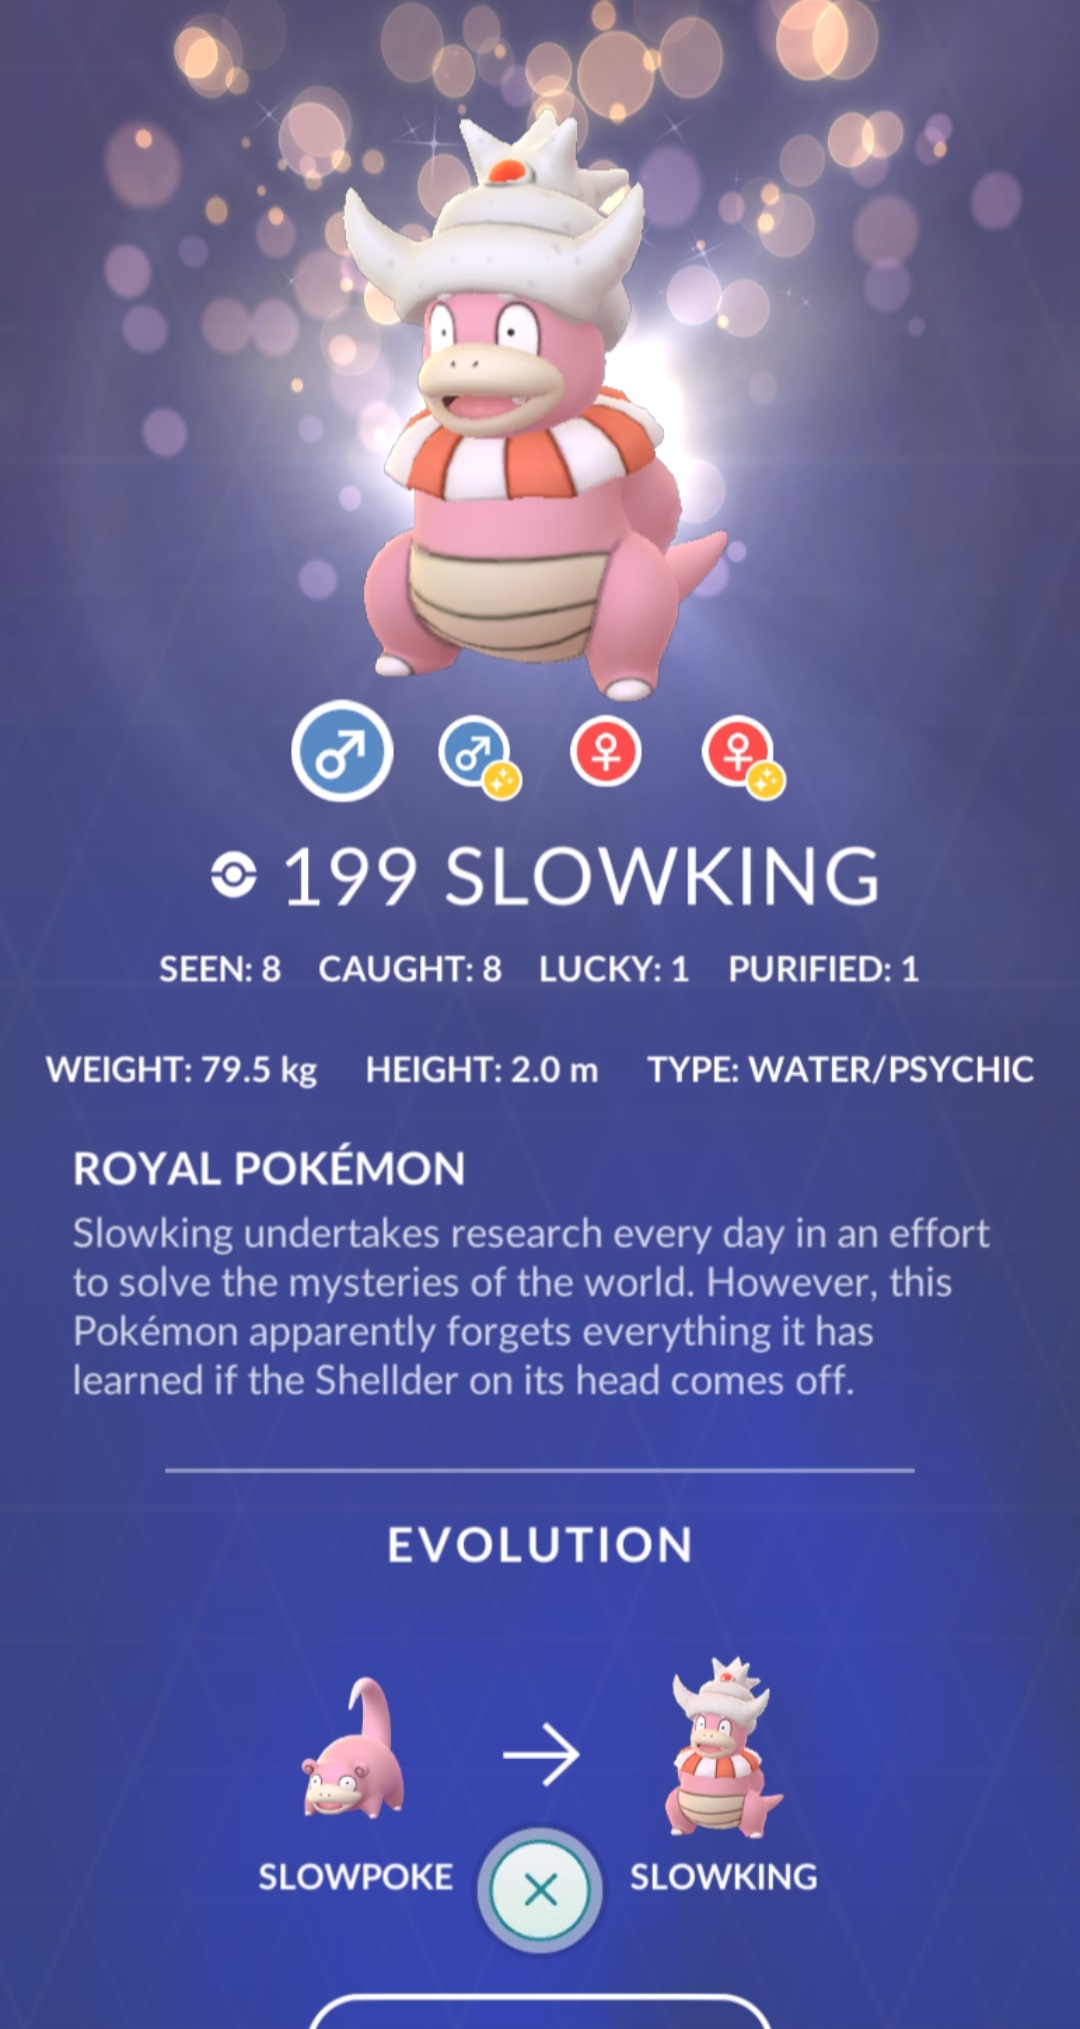 199 SLOWKING
SEEN: 8 CAUGHT: 8 LUCKY: 1 PURIFIED: 1
WEIGHT: 79.5 kg HEIGHT: 2.0 m TYPE: WATER/PSYCHIC
ROYAL POKÉMON
Slowking undertakes research every day in an effort
to solve the mysteries of the world. However, this
Pokémon apparently forgets everything it has
learned if the Shellder on its head comes off.
EVOLUTION
SLOWPOKE SLOWKING